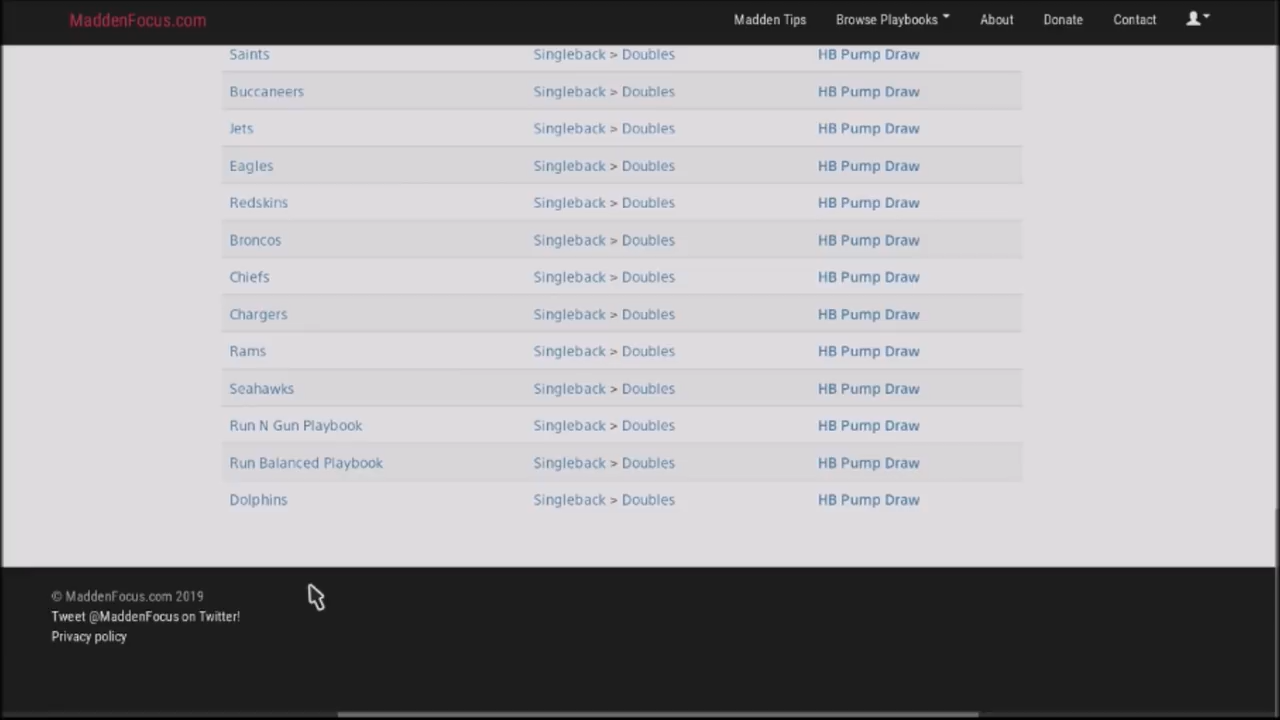 MaddenFocus.com Madden Tips Browse Playbooks About Donate Contact
Saints Singleback > Doubles HB Pump Draw
Buccaneers Singleback > Doubles HB Pump Draw
Jets Singleback > Doubles HB Pump Draw
Eagles Singleback > Doubles HB Pump Draw
Redskins Singleback > Doubles HB Pump Draw
Broncos Singleback > Doubles HB Pump Draw
Chiefs Singleback > Doubles HB Pump Draw
Chargers Singleback > Doubles HB Pump Draw
Rams Singleback > Doubles HB Pump Draw
Seahawks Singleback > Doubles HB Pump Draw
Run N Gun Playbook Singleback > Doubles HB Pump Draw
Run Balanced Playbook Singleback > Doubles HB Pump Draw
Dolphins Singleback > Doubles HB Pump Draw
© MaddenFocus.com 2019
Tweet @MaddenFocus on Twitter!
Privacy policy